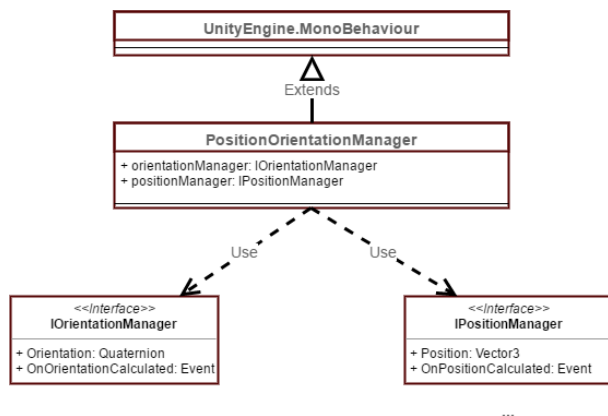 UnityEngine.MonoBehaviour
Extends
PositionOrientationManager
+ orientationManager: IOrientationManager
+ positionManager: IPositionManager
Use
Use
<<Interface>>
IOrientationManager
+ Orientation: Quaternion
+ OnOrientationCalculated: Event
<<Interface>>
IPositionManager
+ Position: Vector3
+ OnPositionCalculated: Event